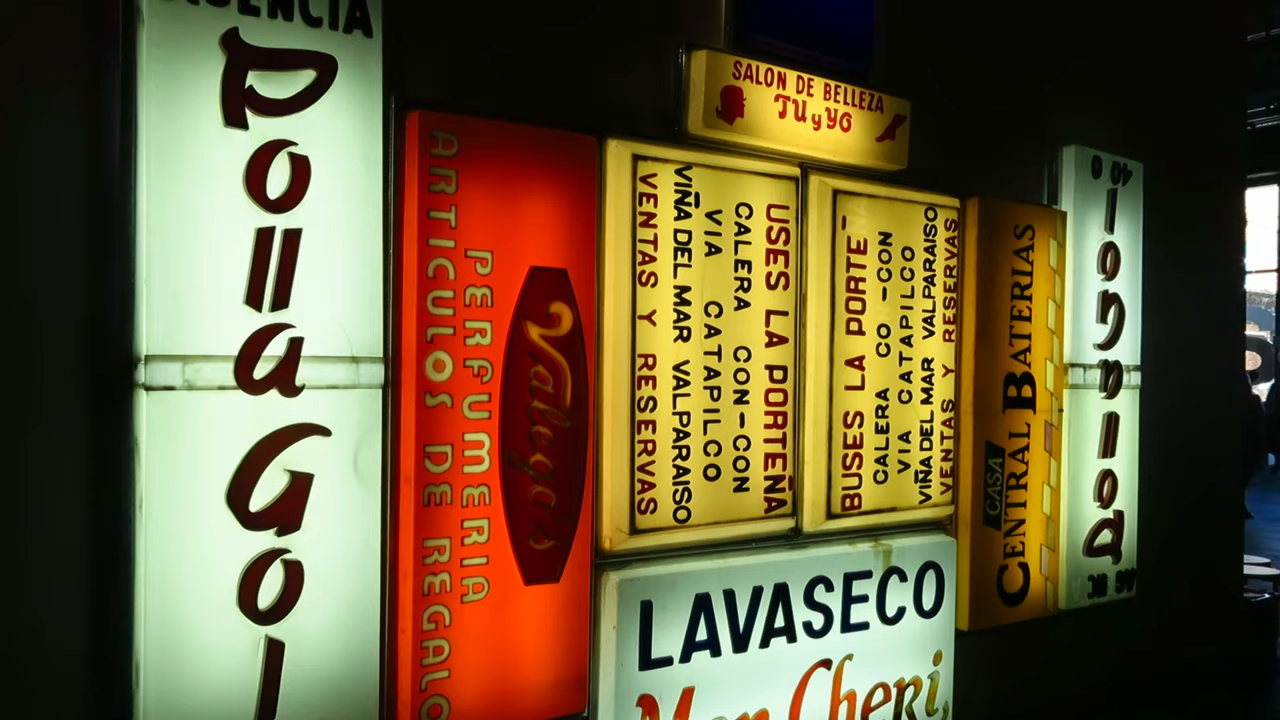 AGENCIA
PollaGol
ARTICULOS DE REGALO
PERFUMERIA
Valego's
SALON DE BELLEZA
TU y YO
USES LA PORTEÑA
CALERA CON-CON
VIA CATAPILCO
VIÑA DEL MAR VALPARAISO
VENTAS Y RESERVAS
BUSES LA PORTE
CALERA CO -CON
VIA CATAPILCO
VIÑA DEL MAR VALPARAISO
VENTAS Y RESERVAS
CASA
CENTRAL BATERIAS
PollaGol
LAVASECO
Mon Cheri,